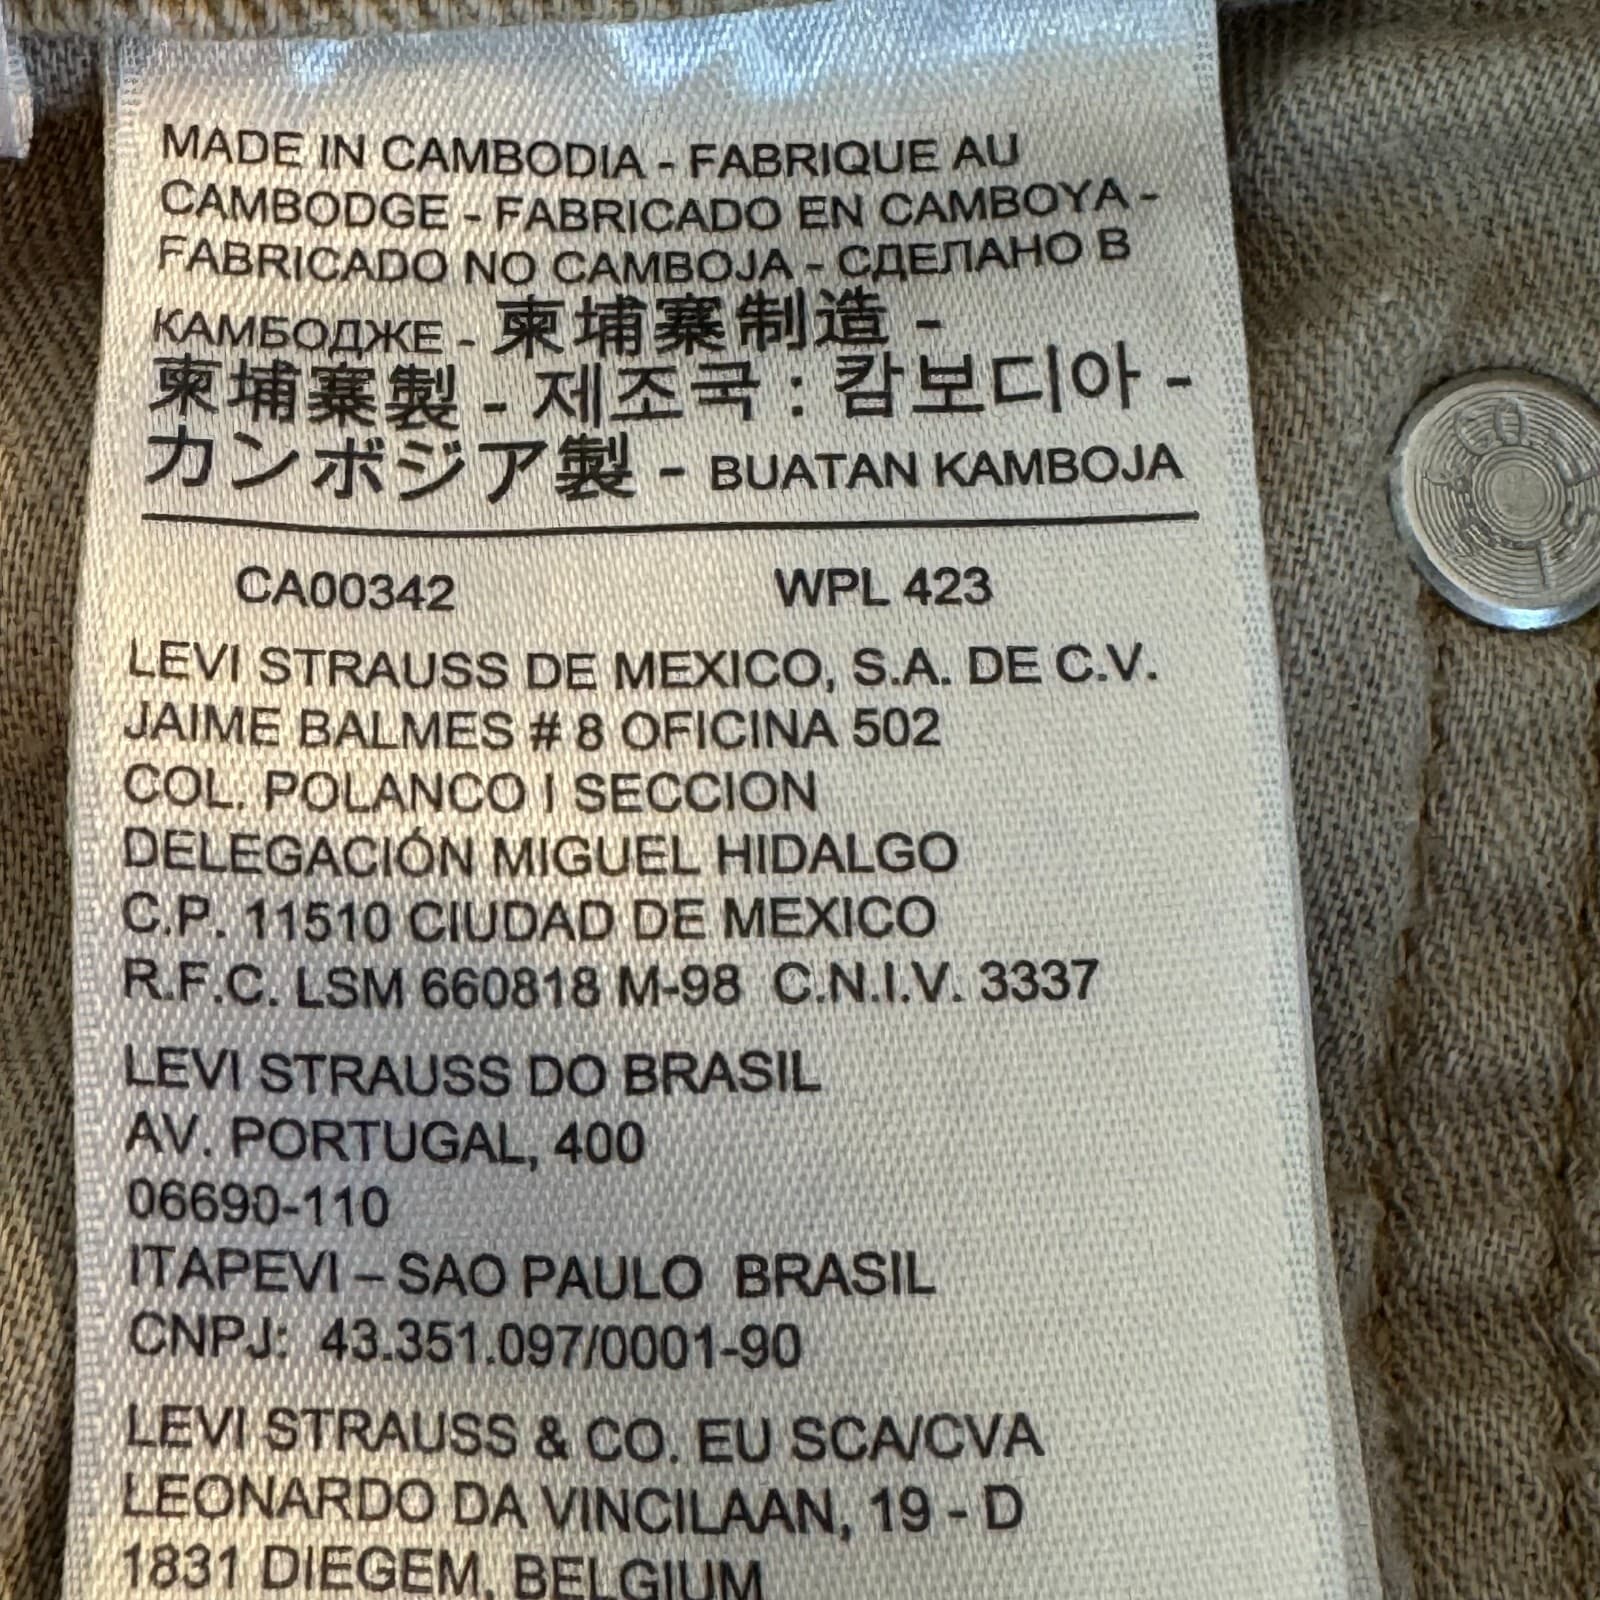 MADE IN CAMBODIA - FABRIQUE AU
CAMBODGE - FABRICADO EN CAMBOYA -
FABRICADO NO CAMBOJA - СДЕЛАНО В
КАМБОДЖЕ - 柬埔寨制造 -
柬埔寨製 - 제조국 : 캄보디아 -
カンボジア製 - BUATAN KAMBOJA
CA00342 WPL 423
LEVI STRAUSS DE MEXICO, S.A. DE C.V.
JAIME BALMES # 8 OFICINA 502
COL. POLANCO I SECCION
DELEGACIÓN MIGUEL HIDALGO
C.P. 11510 CIUDAD DE MEXICO
R.F.C. LSM 660818 M-98 C.N.I.V. 3337
LEVI STRAUSS DO BRASIL
AV. PORTUGAL, 400
06690-110
ITAPEVI – SAO PAULO BRASIL
CNPJ: 43.351.097/0001-90
LEVI STRAUSS & CO. EU SCA/CVA
LEONARDO DA VINCILAAN, 19 - D
1831 DIEGEM, BELGIUM